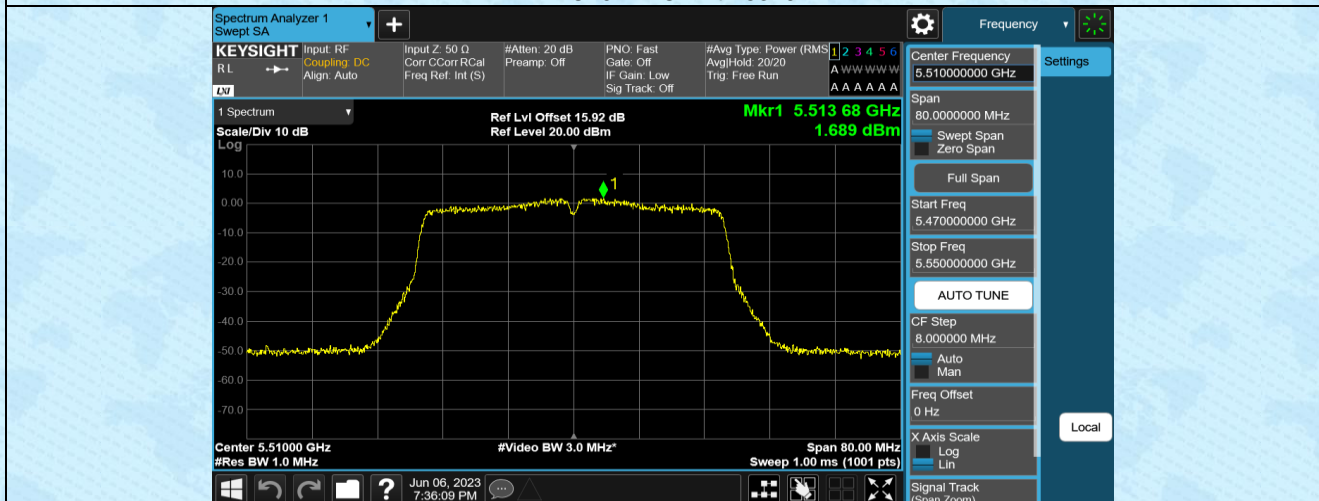 Spectrum Analyzer 1
Swept SA
+
Frequency
KEYSIGHT
RL
LXI
Input: RF
Coupling: DC
Align: Auto
Input Z: 50 Ω
Corr CCorr RCal
Freq Ref: Int (S)
#Atten: 20 dB
Preamp: Off
PNO: Fast
Gate: Off
IF Gain: Low
Sig Track: Off
#Avg Type: Power (RMS
Avg|Hold: 20/20
Trig: Free Run
1 2 3 4 5 6
A W W W W W
A A A A A A
1 Spectrum
Scale/Div 10 dB
Log
Ref Lvl Offset 15.92 dB
Ref Level 20.00 dBm
Mkr1 5.513 68 GHz
1.689 dBm
1
10.0
0.00
-10.0
-20.0
-30.0
-40.0
-50.0
-60.0
-70.0
Center 5.51000 GHz
#Res BW 1.0 MHz
#Video BW 3.0 MHz*
Span 80.00 MHz
Sweep 1.00 ms (1001 pts)
?
Jun 06, 2023
7:36:09 PM
Center Frequency
5.510000000 GHz
Settings
Span
80.0000000 MHz
Swept Span
Zero Span
Full Span
Start Freq
5.470000000 GHz
Stop Freq
5.550000000 GHz
AUTO TUNE
CF Step
8.000000 MHz
Auto
Man
Freq Offset
0 Hz
X Axis Scale
Log
Lin
Local
Signal Track
(Span Zoom)